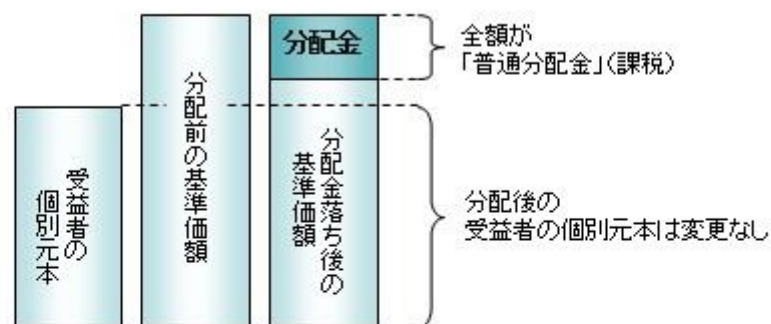 受益者の
個別元本
分配前の基準価額
分配金
分配金落ち後の
基準価額
全額が
「普通分配金」(課税)
分配後の
受益者の個別元本は変更なし